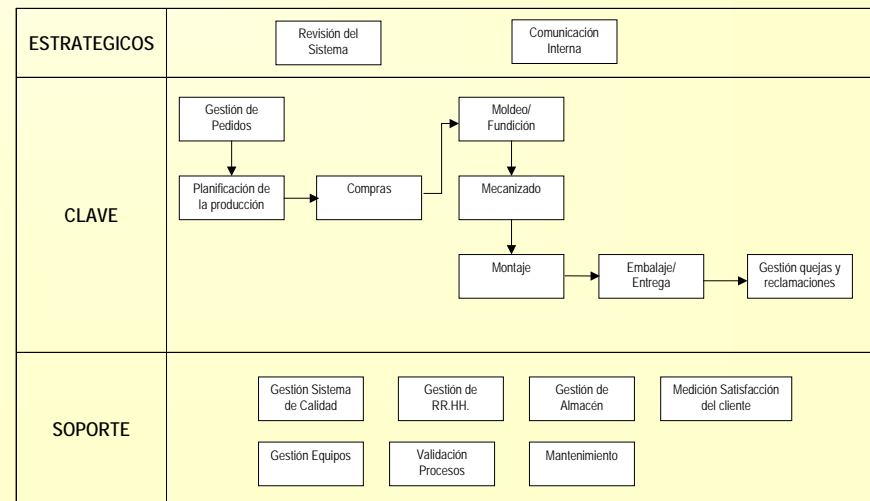 ESTRATEGICOS
Revisión del
Sistema
Comunicación
Interna
CLAVE
Gestión de
Pedidos
Planificación de
la producción
Compras
Moldeo/
Fundición
Mecanizado
Montaje
Embalaje/
Entrega
Gestión quejas y
reclamaciones
SOPORTE
Gestión Sistema
de Calidad
Gestión de
RR.HH.
Gestión de
Almacén
Medición Satisfacción
del cliente
Gestión Equipos
Validación
Procesos
Mantenimiento